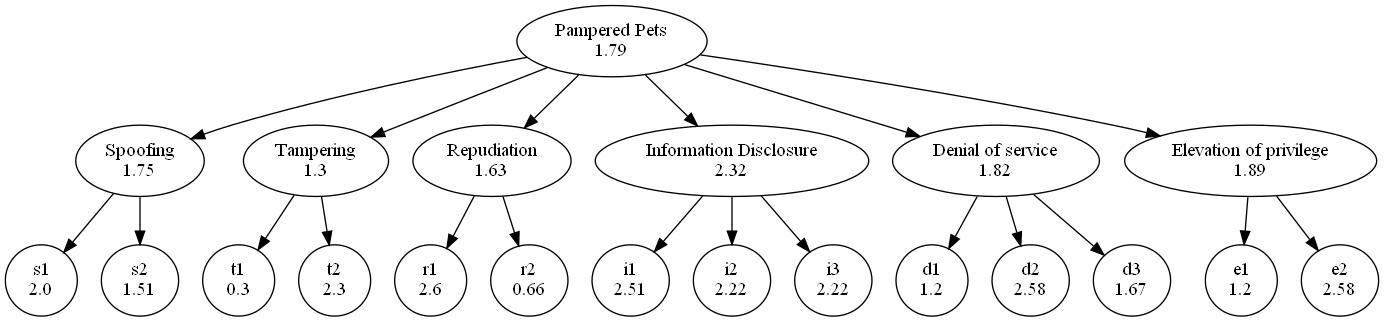 Pampered Pets
1.79
Spoofing
1.75
Tampering
1.3
Repudiation
1.63
Information Disclosure
2.32
Denial of service
1.82
Elevation of privilege
1.89
s1
2.0
s2
1.51
t1
0.3
t2
2.3
r1
2.6
r2
0.66
i1
2.51
i2
2.22
i3
2.22
d1
1.2
d2
2.58
d3
1.67
e1
1.2
e2
2.58